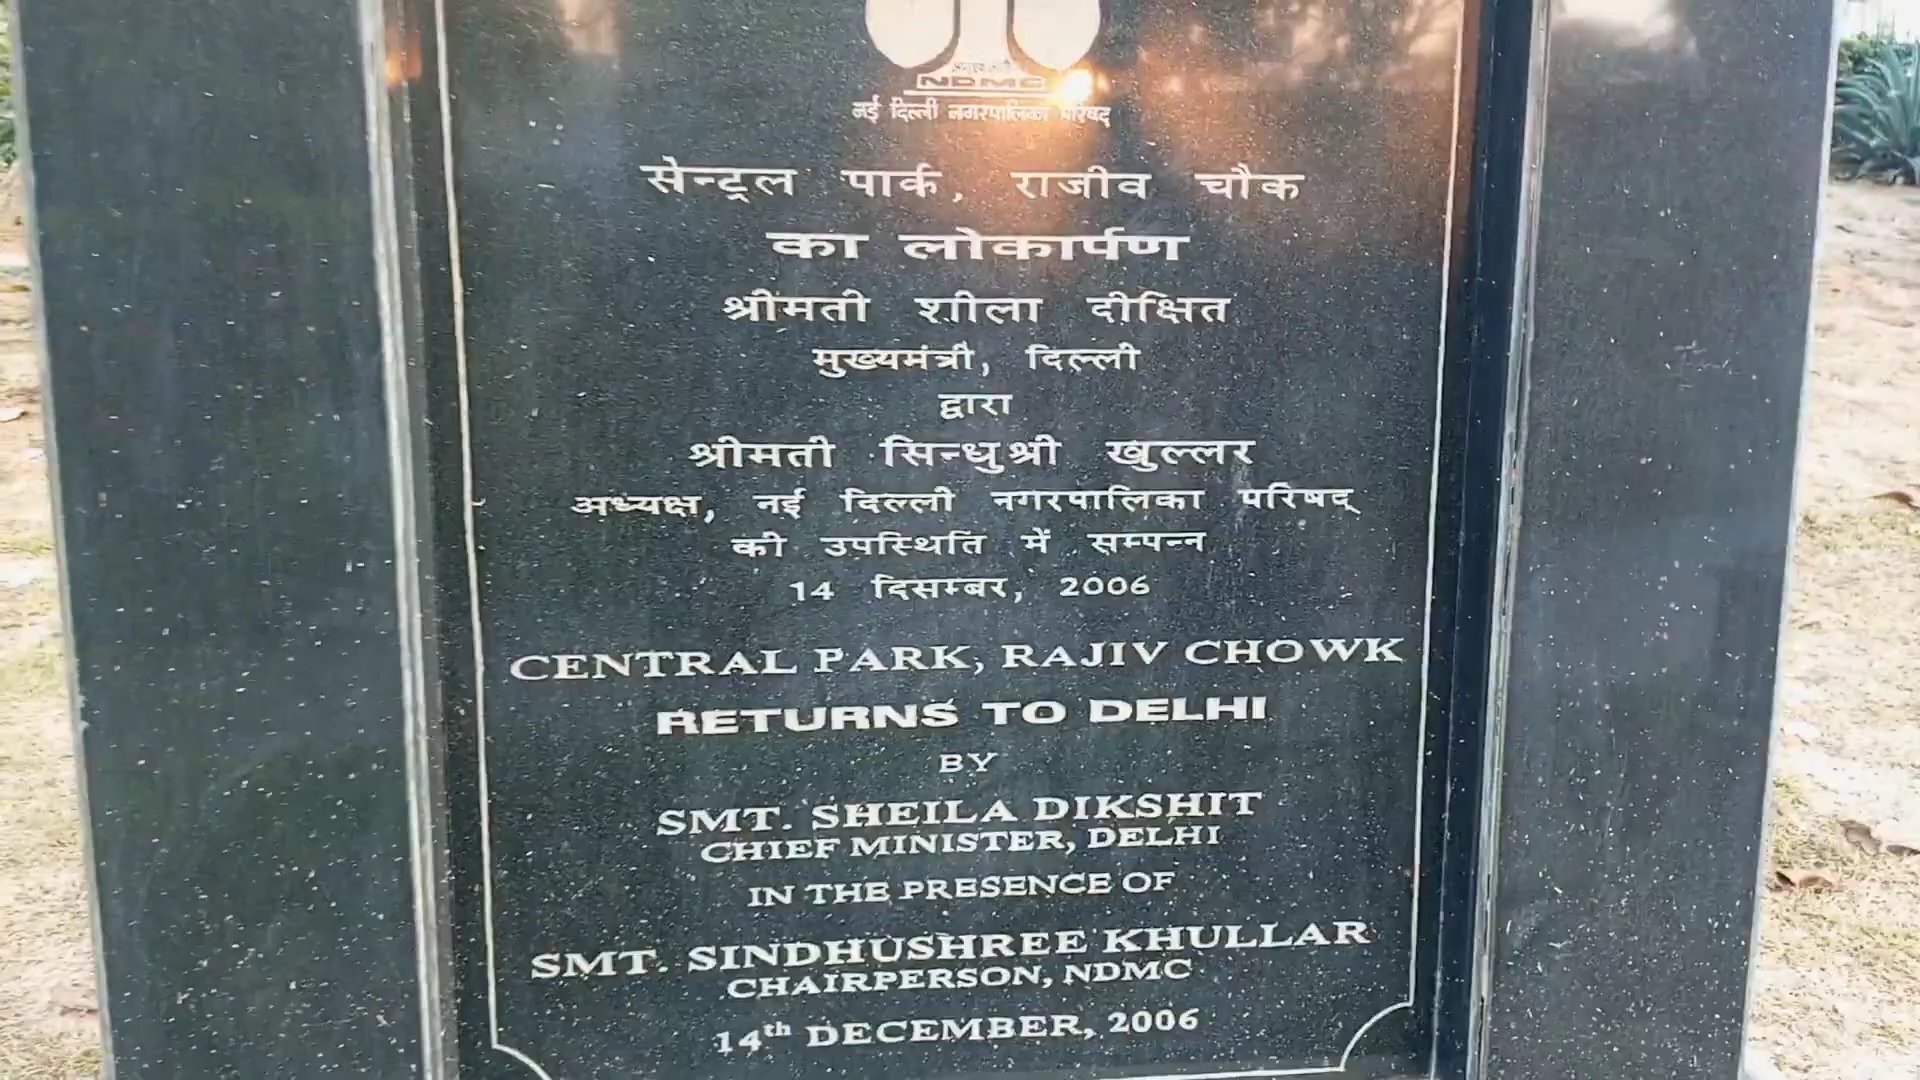 NDMC
नई दिल्ली नगरपालिका परिषद्
सेन्ट्रल पार्क, राजीव चौक
का लोकार्पण
श्रीमती शीला दीक्षित
मुख्यमंत्री, दिल्ली
द्वारा
श्रीमती सिन्धुश्री खुल्लर
अध्यक्ष, नई दिल्ली नगरपालिका परिषद्
की उपस्थिति में सम्पन्न
14 दिसम्बर, 2006
CENTRAL PARK, RAJIV CHOWK
RETURNS TO DELHI
BY
SMT. SHEILA DIKSHIT
CHIEF MINISTER, DELHI
IN THE PRESENCE OF
SMT. SINDHUSHREE KHULLAR
CHAIRPERSON, NDMC
14th DECEMBER, 2006